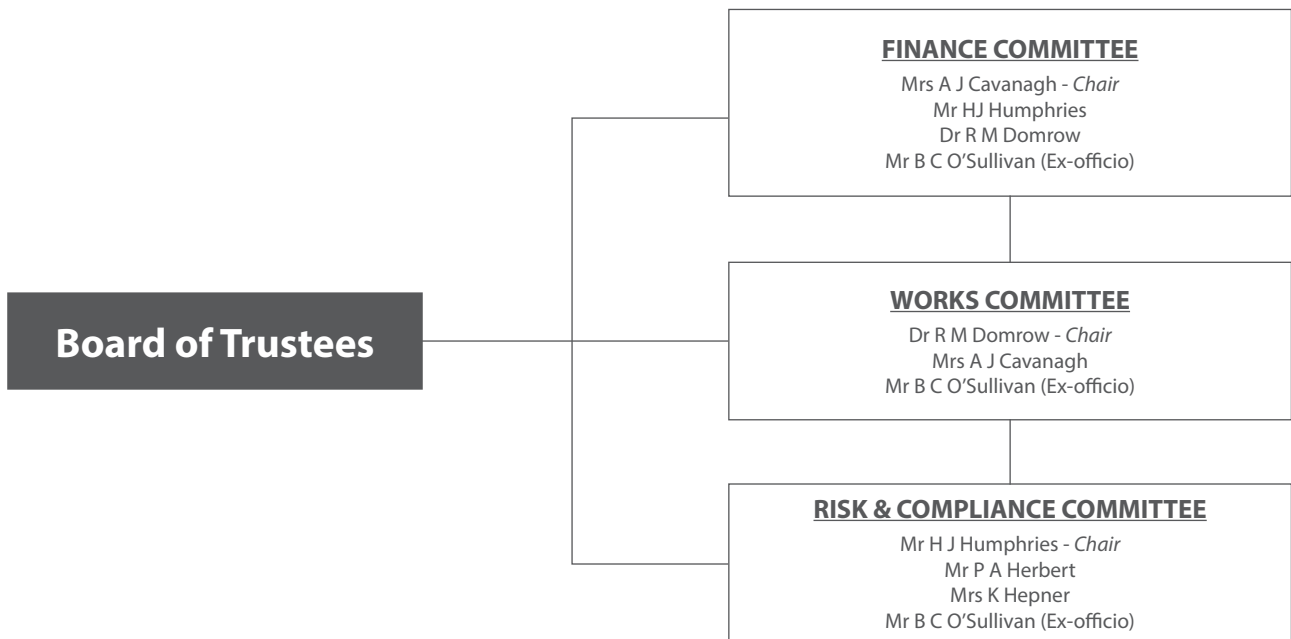 FINANCE COMMITTEE
Mrs A J Cavanagh - Chair
Mr HJ Humphries
Dr R M Domrow
Mr B C O’Sullivan (Ex-officio)
Board of Trustees
WORKS COMMITTEE
Dr R M Domrow - Chair
Mrs A J Cavanagh
Mr B C O’Sullivan (Ex-officio)
RISK & COMPLIANCE COMMITTEE
Mr H J Humphries - Chair
Mr P A Herbert
Mrs K Hepner
Mr B C O’Sullivan (Ex-officio)